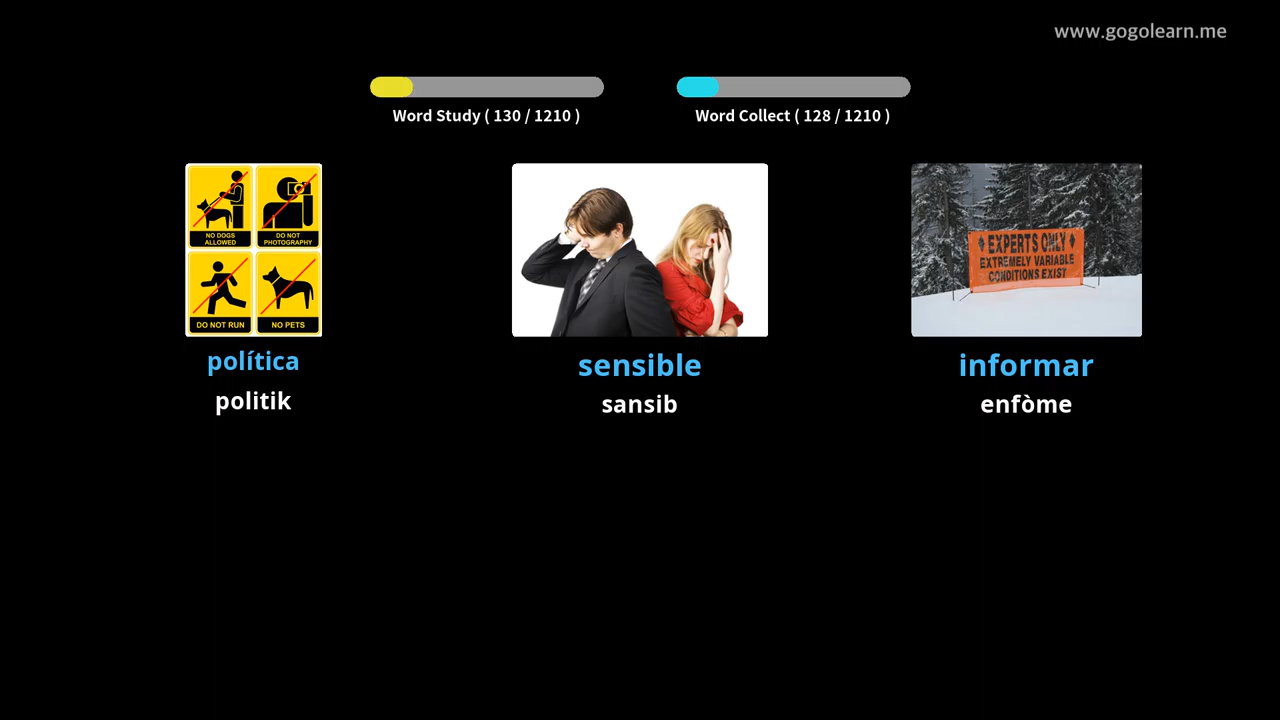 www.gogolearn.me
Word Study ( 130 / 1210 )
Word Collect ( 128 / 1210 )
NO DOGS
ALLOWED
DO NOT
PHOTOGRAPHY
DO NOT RUN
NO PETS
EXPERTS ONLY
EXTREMELY VARIABLE
CONDITIONS EXIST
política
sensible
informar
politik
sansib
enfòme